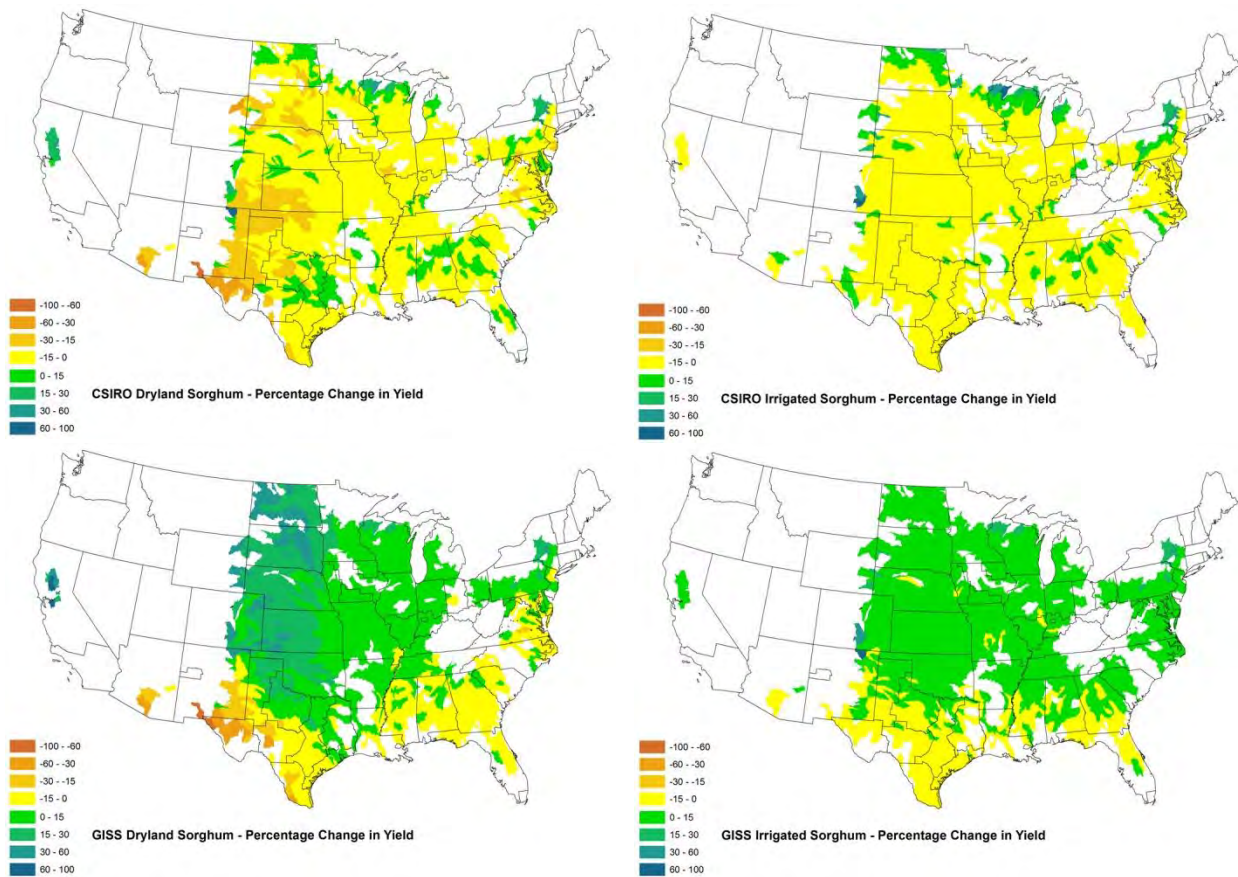 -100 - -60
-60 - -30
-30 - -15
-15 - 0
0 - 15
15 - 30
30 - 60
60 - 100
CSIRO Dryland Sorghum - Percentage Change in Yield
-100 - -60
-60 - -30
-30 - -15
-15 - 0
0 - 15
15 - 30
30 - 60
60 - 100
CSIRO Irrigated Sorghum - Percentage Change in Yield
-100 - -60
-60 - -30
-30 - -15
-15 - 0
0 - 15
15 - 30
30 - 60
60 - 100
GISS Dryland Sorghum - Percentage Change in Yield
-100 - -60
-60 - -30
-30 - -15
-15 - 0
0 - 15
15 - 30
30 - 60
60 - 100
GISS Irrigated Sorghum - Percentage Change in Yield